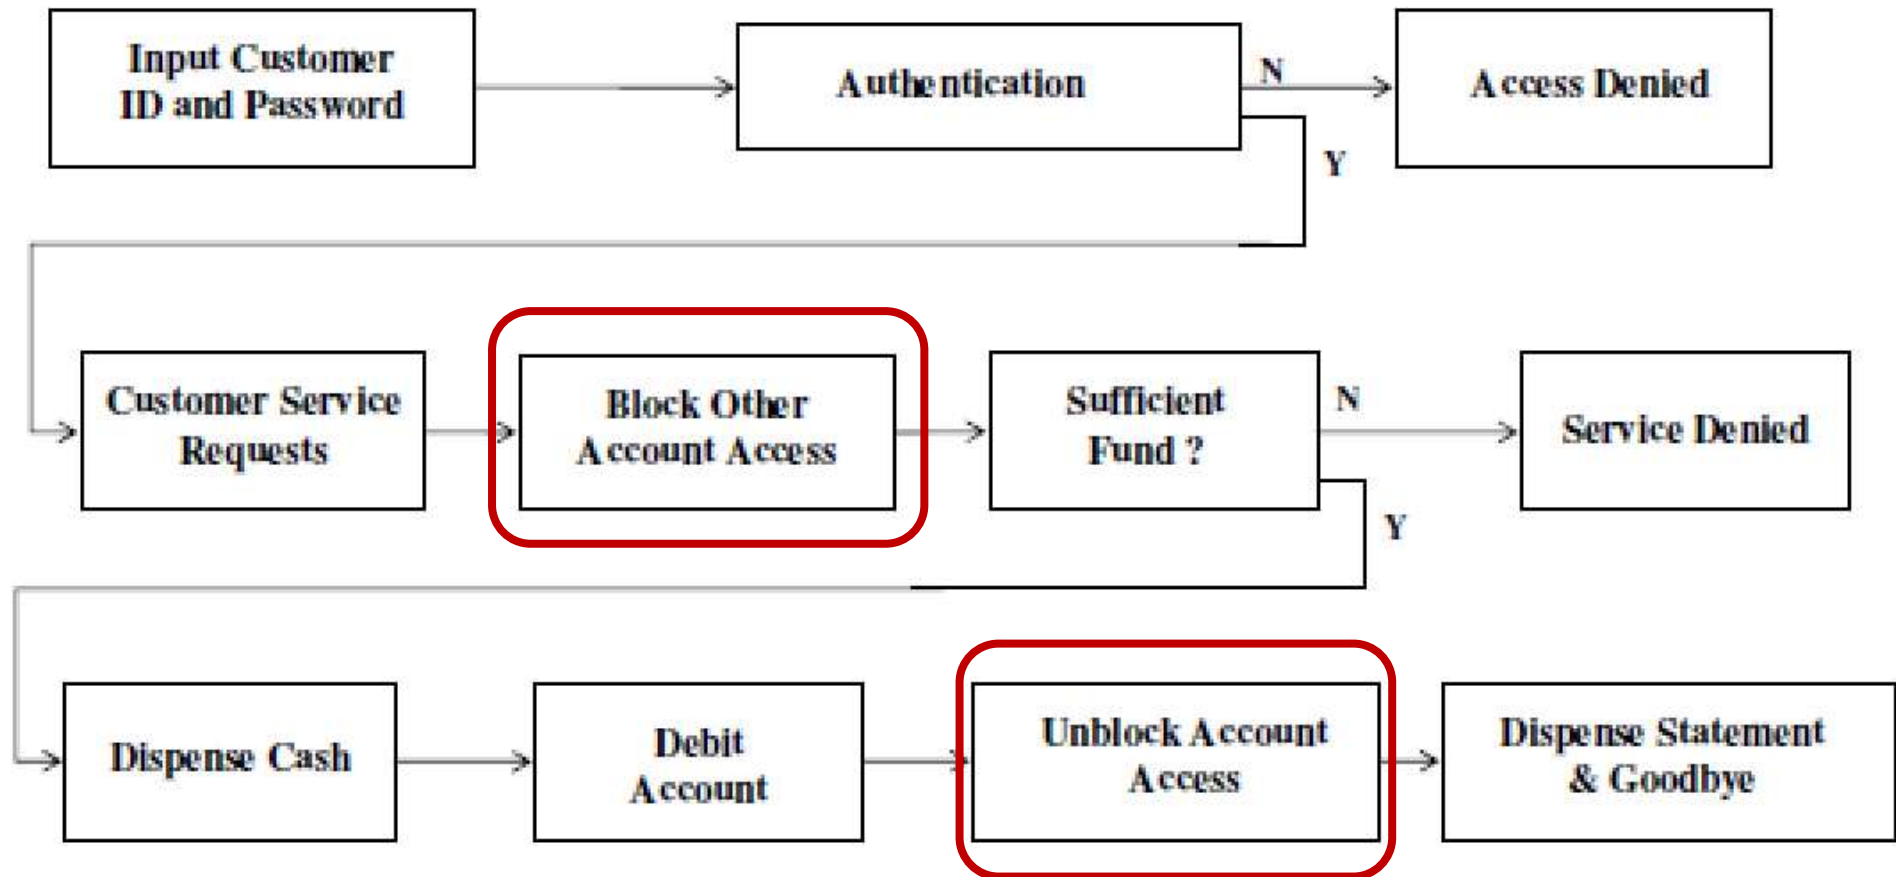 Input Customer
ID and Password
Authentication
N
Access Denied
Y
Customer Service
Requests
Block Other
Account Access
Sufficient
Fund ?
N
Service Denied
Y
Dispense Cash
Debit
Account
Unblock Account
Access
Dispense Statement
& Goodbye